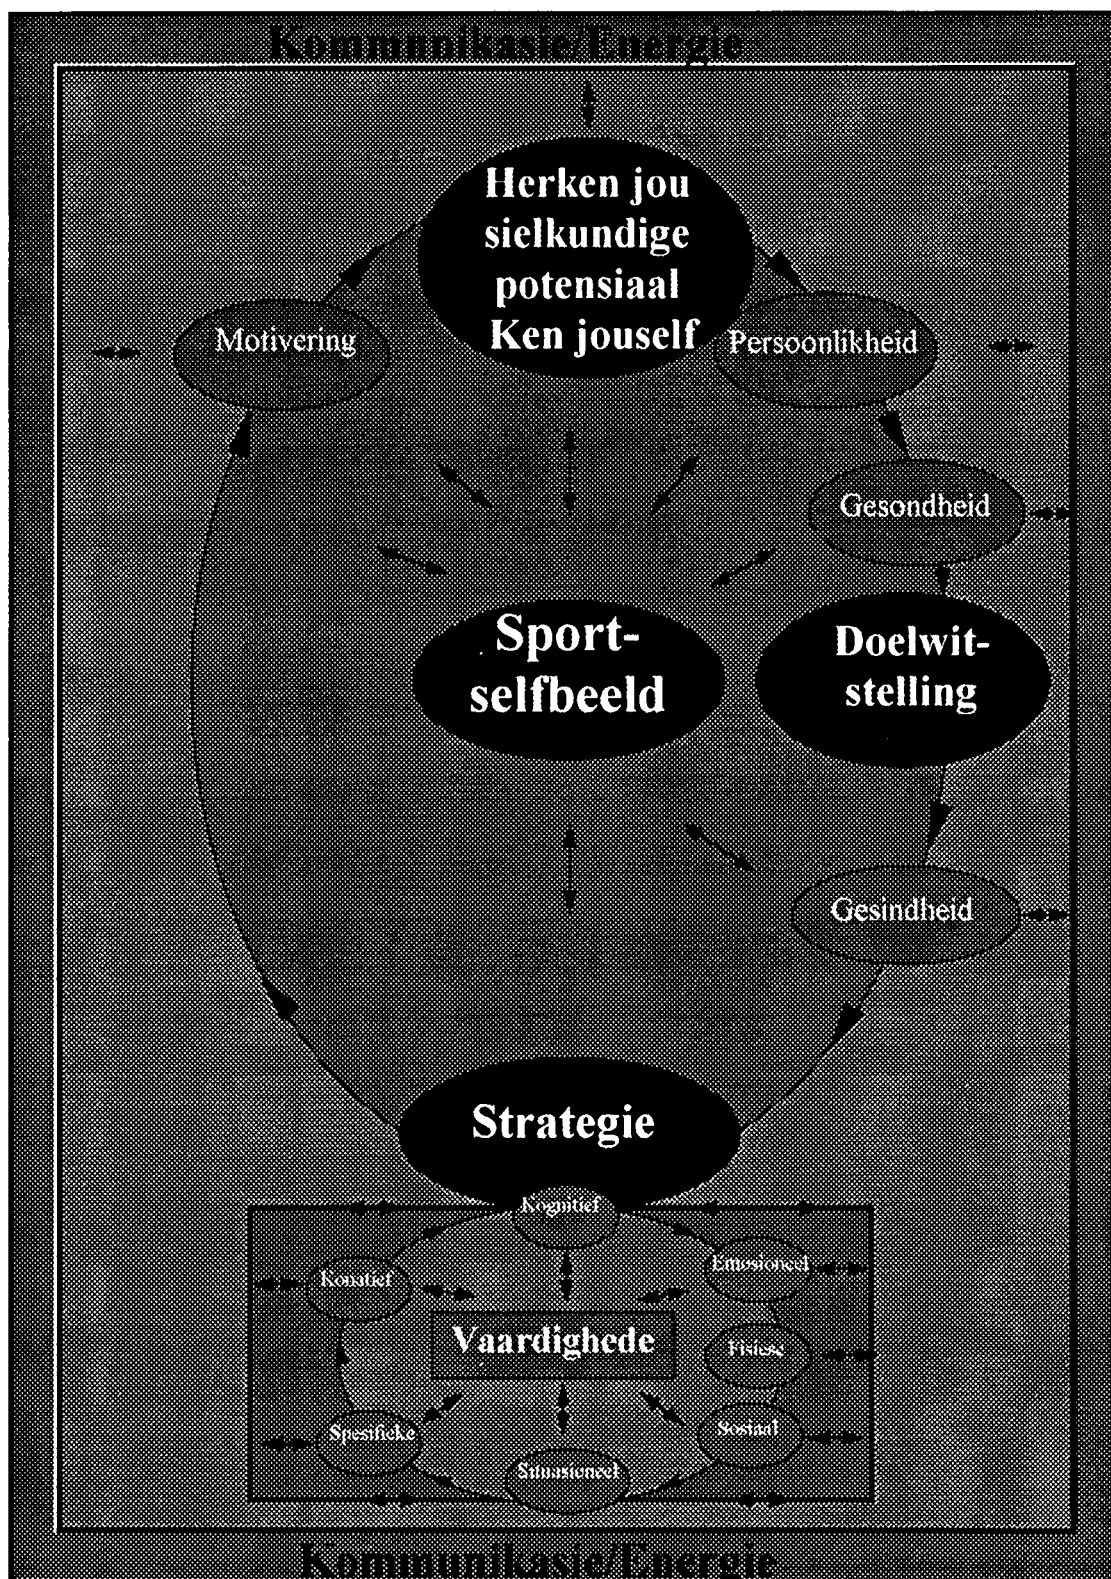 Kommunikasie/Energie
Herken jou
sielkundige
potensiaal
Ken jouself
Motivering
Persoonlikheid
Gesondheid
Sport-
selfbeeld
Doelwit-
stelling
Gesindheid
Strategie
Kognitief
Konatief
Emosioneel
Vaardighede
Fisiese
Spesifieke
Sosiaal
Situasioneel
Kommunikasie/Energie